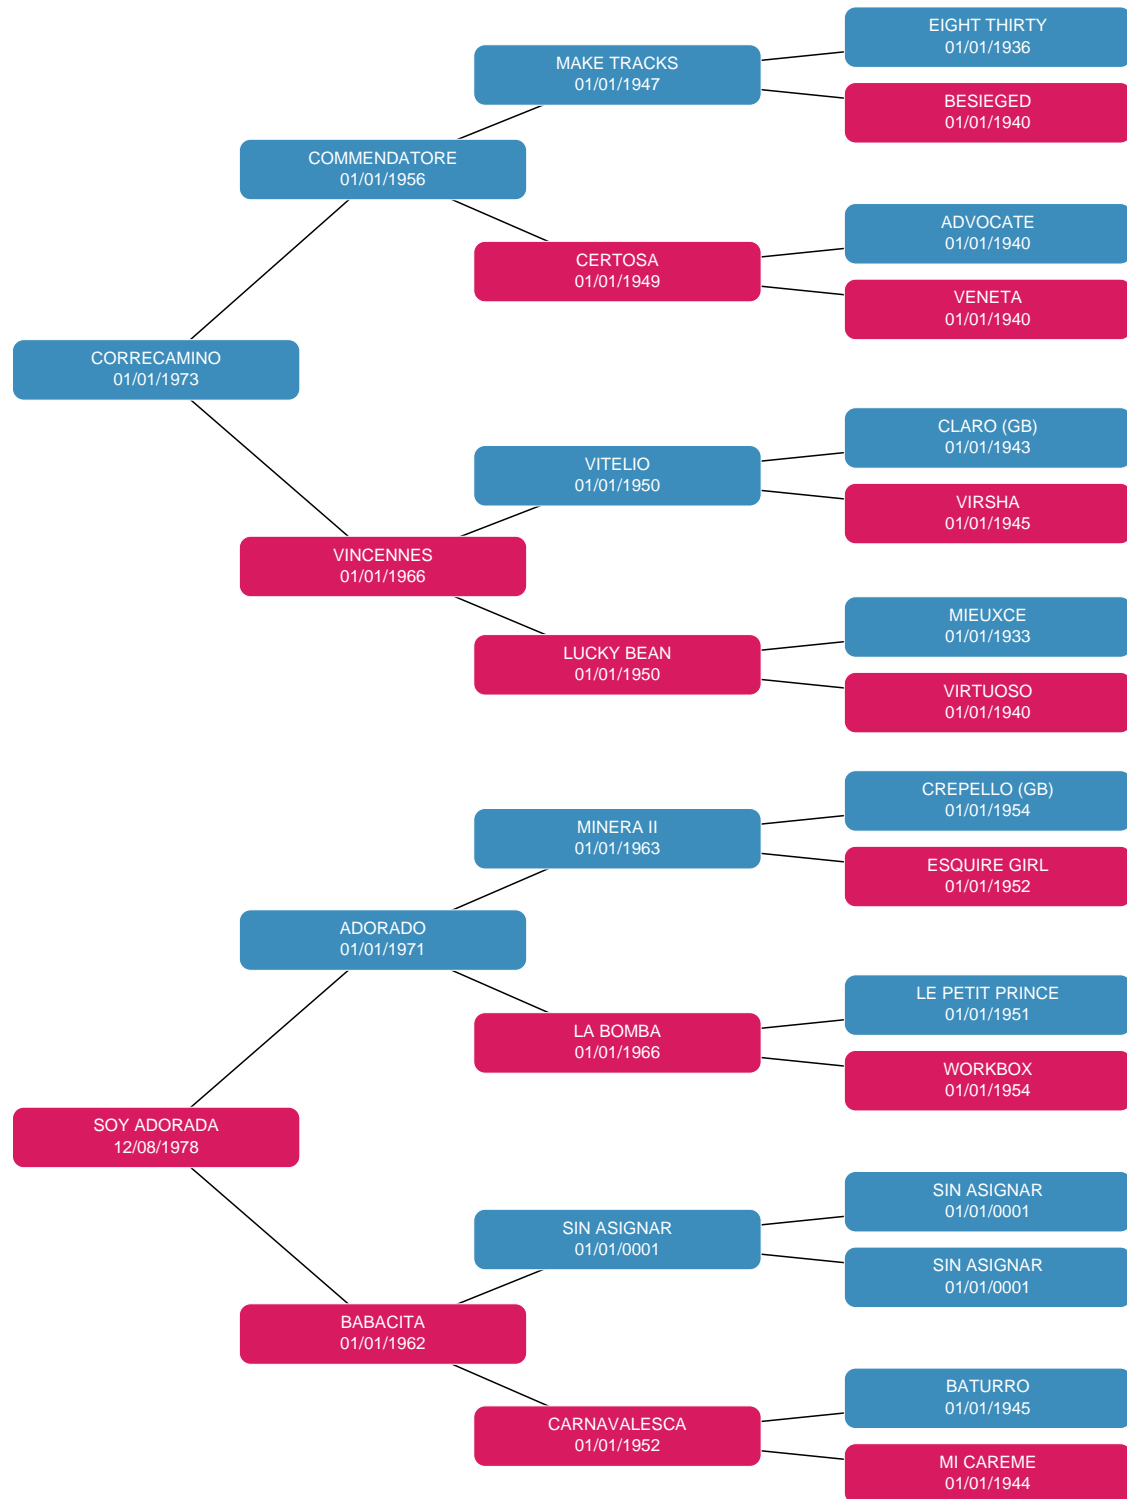 EIGHT THIRTY
01/01/1936
MAKE TRACKS
01/01/1947
BESIEGED
01/01/1940
COMMENDATORE
01/01/1956
ADVOCATE
01/01/1940
CERTOSA
01/01/1949
VENETA
01/01/1940
CORRECAMINO
01/01/1973
CLARO (GB)
01/01/1943
VITELIO
01/01/1950
VIRSHA
01/01/1945
VINCENNES
01/01/1966
MIEUXCE
01/01/1933
LUCKY BEAN
01/01/1950
VIRTUOSO
01/01/1940
CREPELLO (GB)
01/01/1954
MINERA II
01/01/1963
ESQUIRE GIRL
01/01/1952
ADORADO
01/01/1971
LE PETIT PRINCE
01/01/1951
LA BOMBA
01/01/1966
WORKBOX
01/01/1954
SOY ADORADA
12/08/1978
SIN ASIGNAR
01/01/0001
SIN ASIGNAR
01/01/0001
SIN ASIGNAR
01/01/0001
BABACITA
01/01/1962
BATURRO
01/01/1945
CARNAVALESCA
01/01/1952
MI CAREME
01/01/1944